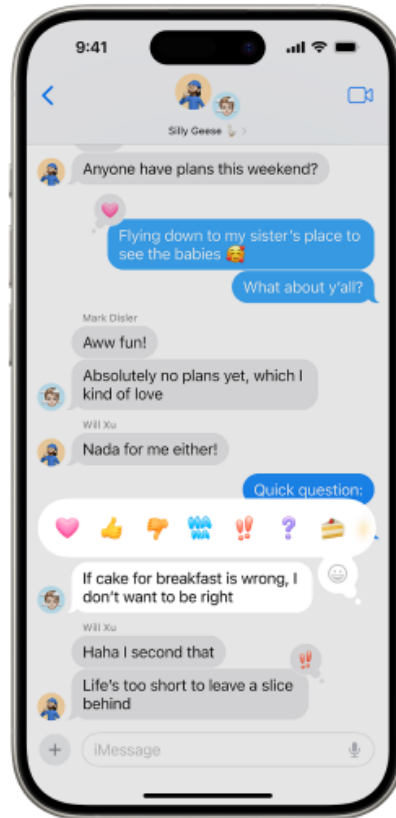 9:41
Silly Geese 🪿 >
Anyone have plans this weekend?
Flying down to my sister's place to
see the babies 🥰
What about y'all?
Mark Disler
Aww fun!
Absolutely no plans yet, which I
kind of love
Will Xu
Nada for me either!
Quick question:
HA HA
If cake for breakfast is wrong, I
don't want to be right
Will Xu
Haha I second that
Life's too short to leave a slice
behind
iMessage